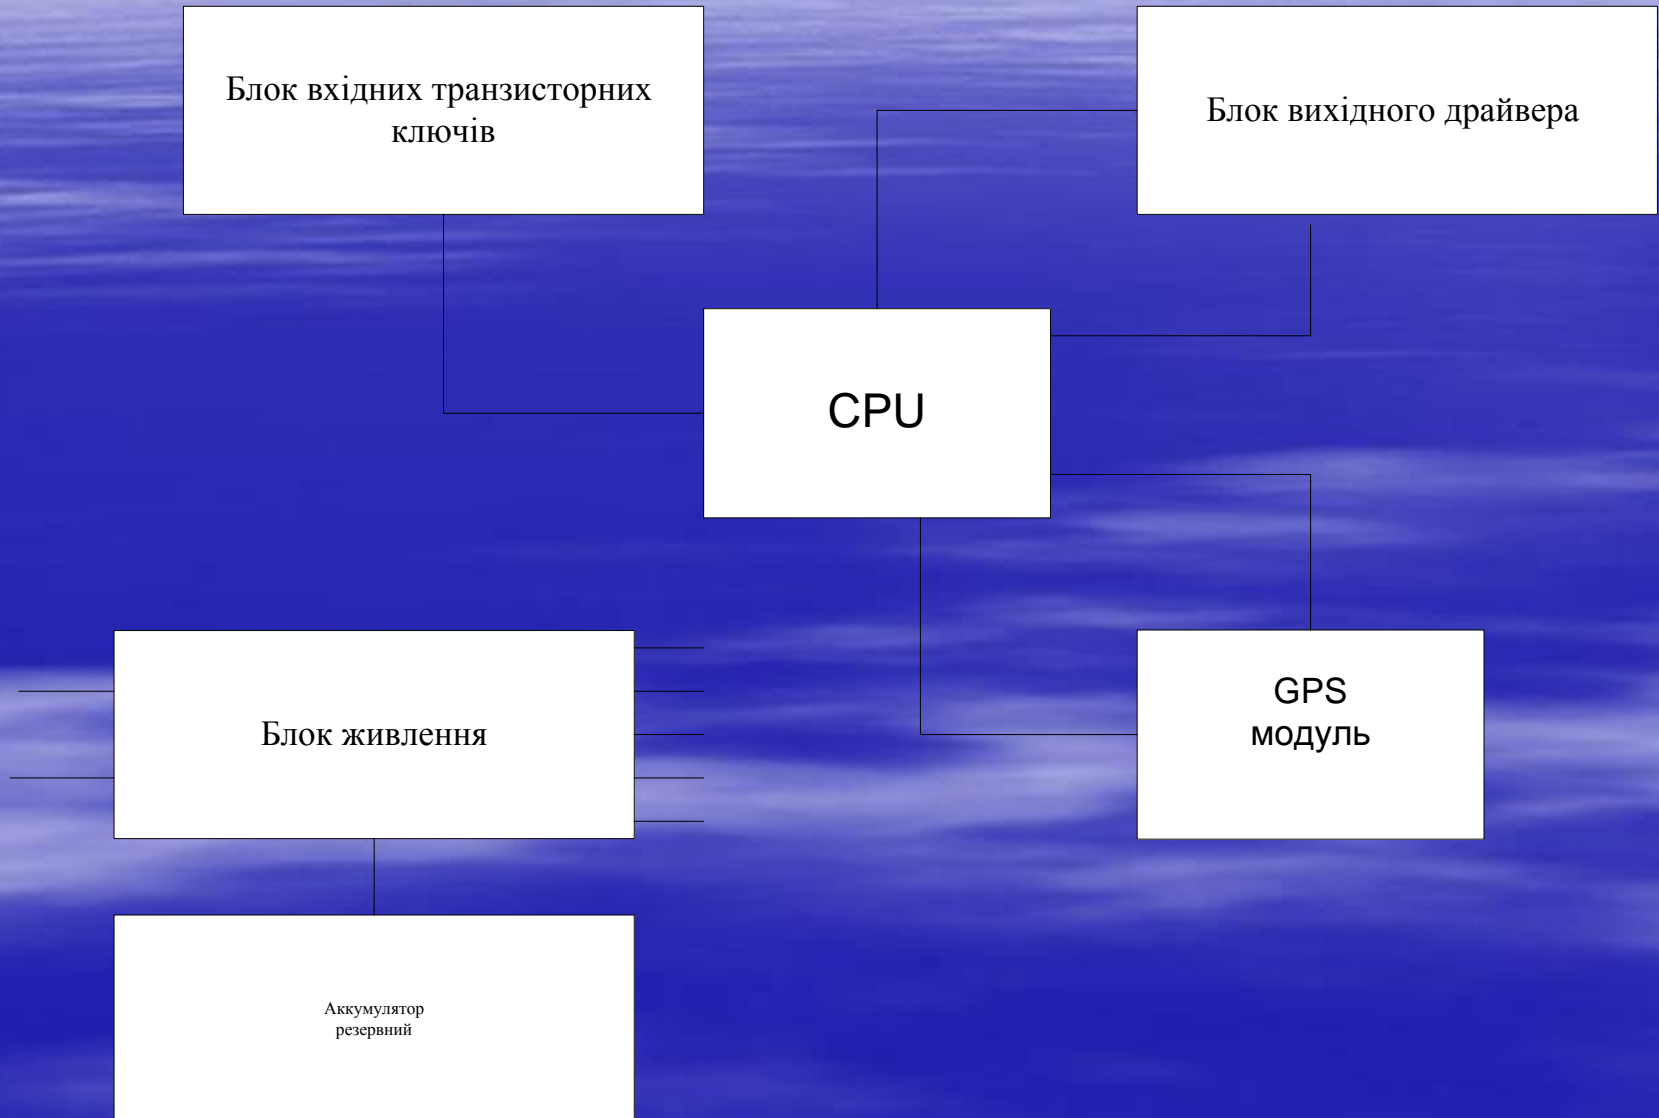 Блок вхідних транзисторних
ключів
Блок вихідного драйвера
CPU
GPS
модуль
Блок живлення
Аккумулятор
резервний